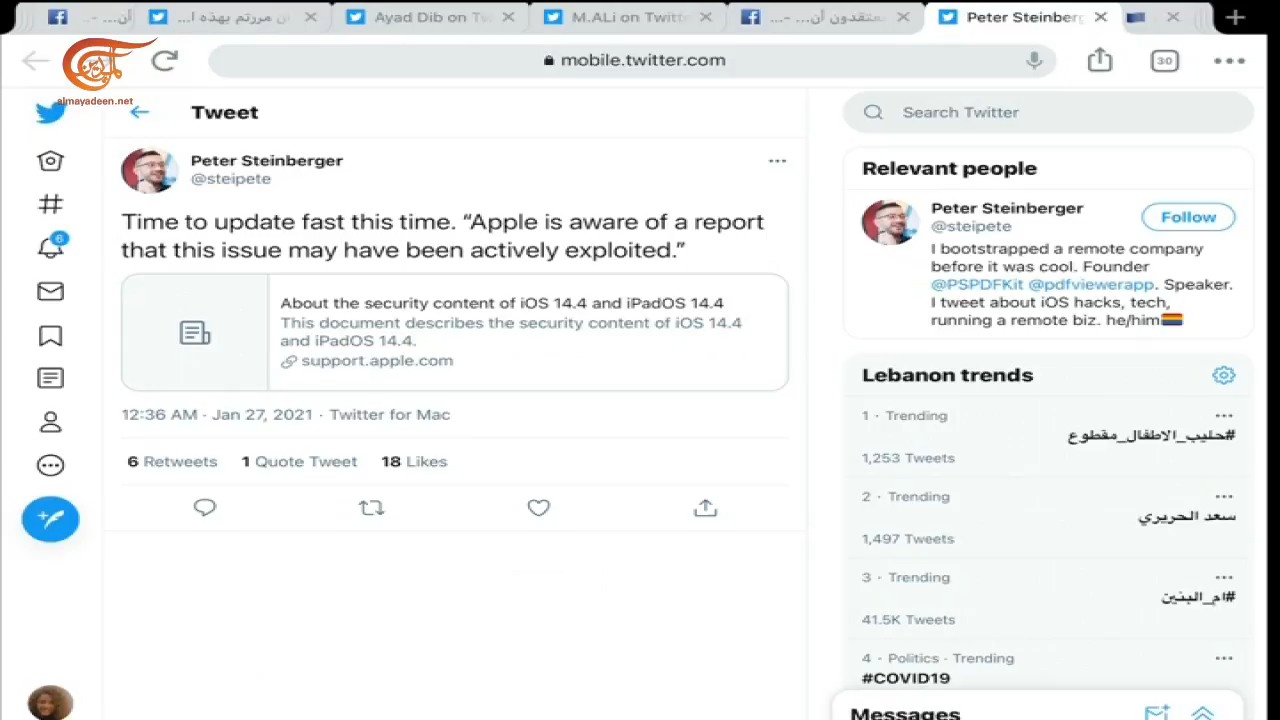 أن... -
ن مررتم بهذه ا...
Ayad Dib on Tw
M.ALi on Twitt
تعتقدون أن... -...
Peter Steinberg
almayadeen.net
mobile.twitter.com
30
Tweet
Search Twitter
Peter Steinberger
@steipete
Time to update fast this time. “Apple is aware of a report
that this issue may have been actively exploited.”
About the security content of iOS 14.4 and iPadOS 14.4
This document describes the security content of iOS 14.4
and iPadOS 14.4.
support.apple.com
12:36 AM · Jan 27, 2021 · Twitter for Mac
6 Retweets 1 Quote Tweet 18 Likes
6
Relevant people
Peter Steinberger
@steipete
Follow
I bootstrapped a remote company
before it was cool. Founder
@PSPDFKit @pdfviewerapp. Speaker.
I tweet about iOS hacks, tech,
running a remote biz. he/him
Lebanon trends
1 · Trending
#حليب_الاطفال_مقطوع
1,253 Tweets
2 · Trending
سعد الحريري
1,497 Tweets
3 · Trending
#ام_البنين
41.5K Tweets
4 · Politics · Trending
#COVID19
Messages